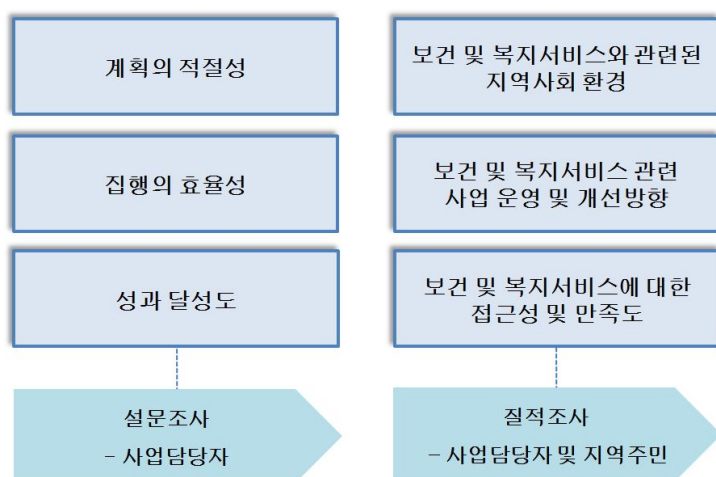 계획의 적절성
집행의 효율성
성과 달성도
설문조사
– 사업담당자
보건 및 복지서비스와 관련된
지역사회 환경
보건 및 복지서비스 관련
사업 운영 및 개선방향
보건 및 복지서비스에 대한
접근성 및 만족도
질적조사
– 사업담당자 및 지역주민